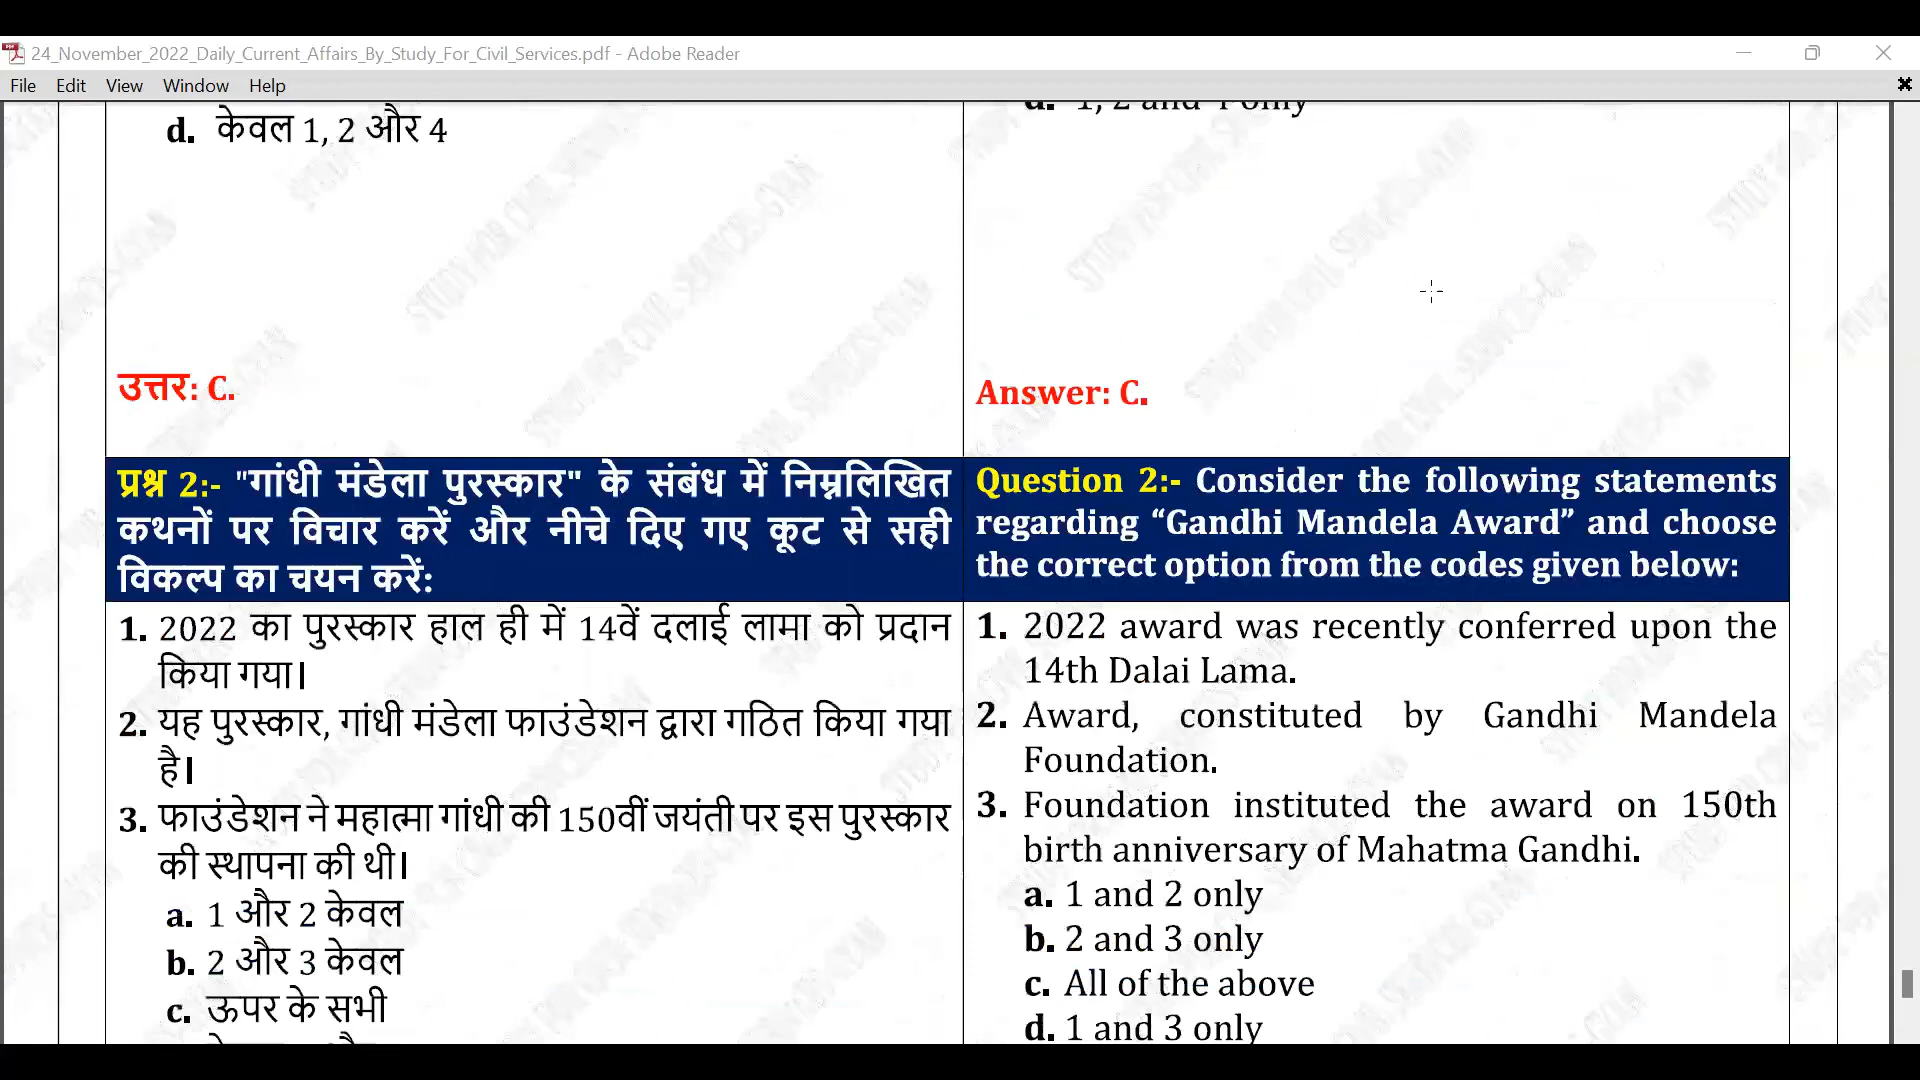 24_November_2022_Daily_Current_Affairs_By_Study_For_Civil_Services.pdf - Adobe Reader
File Edit View Window Help
d. केवल 1, 2 और 4
उत्तर: C.
प्रश्न 2:- "गांधी मंडेला पुरस्कार" के संबंध में निम्नलिखित
कथनों पर विचार करें और नीचे दिए गए कूट से सही
विकल्प का चयन करें:
1. 2022 का पुरस्कार हाल ही में 14वें दलाई लामा को प्रदान
किया गया।
2. यह पुरस्कार, गांधी मंडेला फाउंडेशन द्वारा गठित किया गया
है।
3. फाउंडेशन ने महात्मा गांधी की 150वीं जयंती पर इस पुरस्कार
की स्थापना की थी।
a. 1 और 2 केवल
b. 2 और 3 केवल
c. ऊपर के सभी
Answer: C.
Question 2:- Consider the following statements
regarding “Gandhi Mandela Award” and choose
the correct option from the codes given below:
1. 2022 award was recently conferred upon the
14th Dalai Lama.
2. Award, constituted by Gandhi Mandela
Foundation.
3. Foundation instituted the award on 150th
birth anniversary of Mahatma Gandhi.
a. 1 and 2 only
b. 2 and 3 only
c. All of the above
d. 1 and 3 only